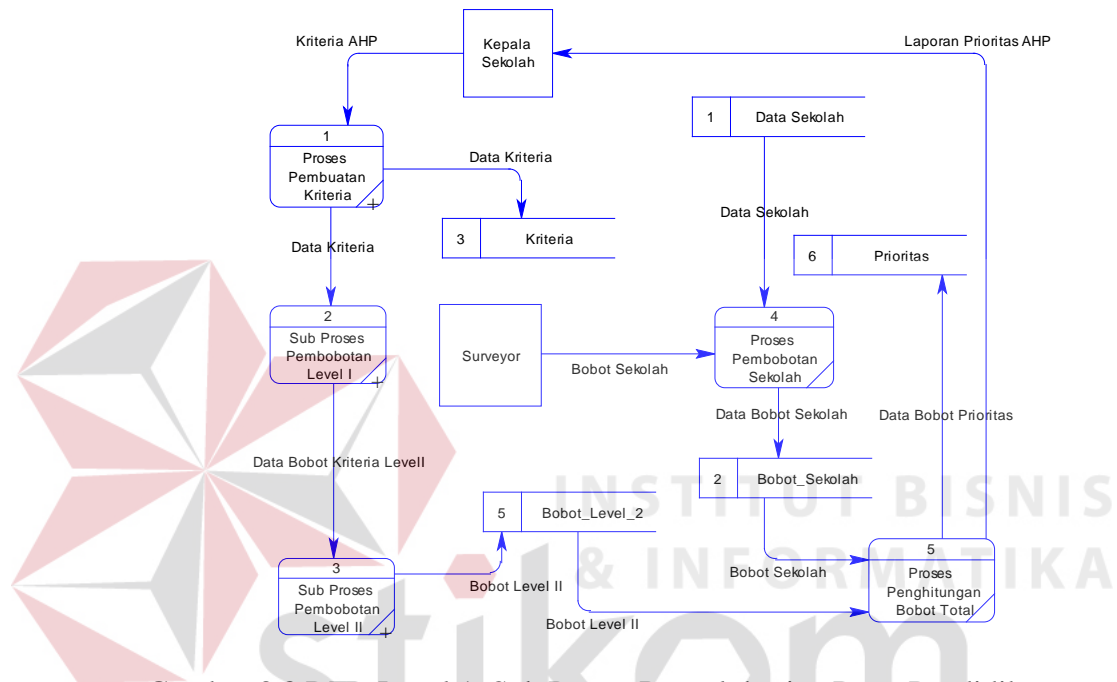 Kriteria AHP
Kepala
Sekolah
Laporan Prioritas AHP
1
Data Sekolah
1
Proses
Pembuatan
Kriteria
Data Kriteria
Data Sekolah
3
Kriteria
Data Kriteria
6
Prioritas
2
Sub Proses
Pembobotan
Level I
Surveyor
Bobot Sekolah
4
Proses
Pembobotan
Sekolah
Data Bobot Sekolah
Data Bobot Prioritas
Data Bobot Kriteria LevelI
2
Bobot_Sekolah
INSTITUT BISNIS
& INFORMATIKA
stikom
5
Bobot_Level_2
3
Sub Proses
Pembobotan
Level II
Bobot Level II
Bobot Sekolah
Bobot Level II
5
Proses
Penghitungan
Bobot Total